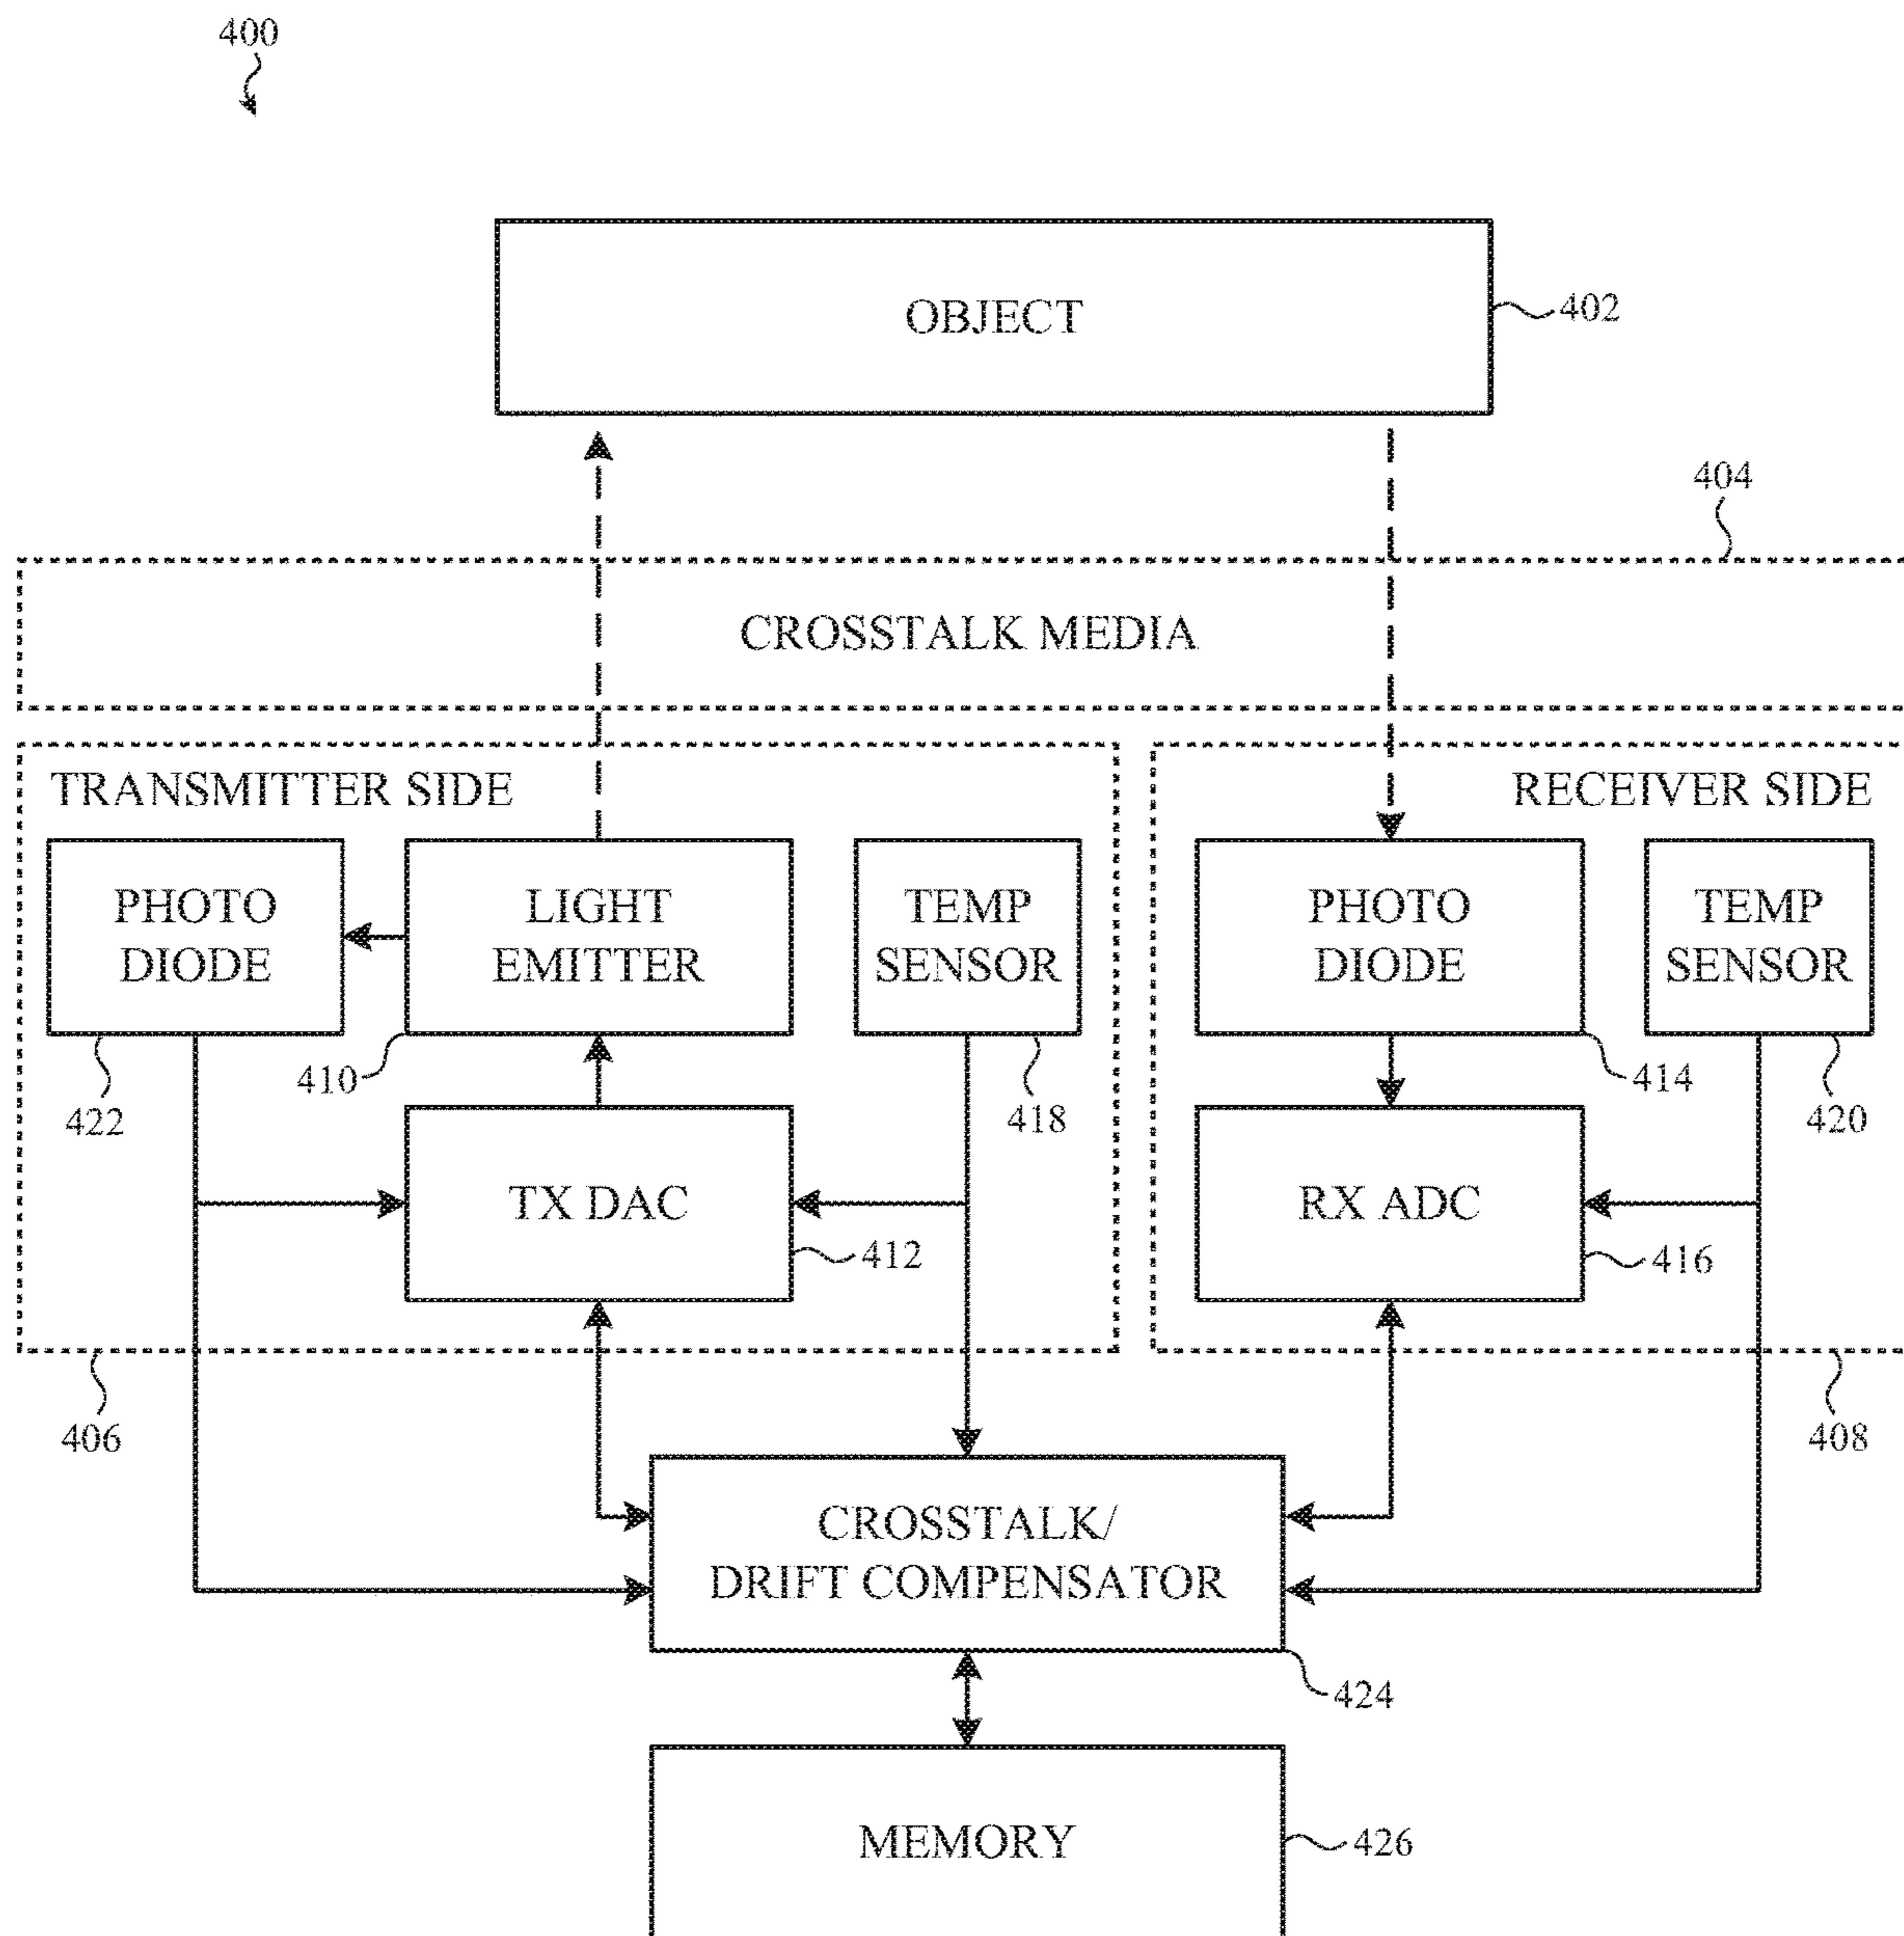 400
OBJECT
402
404
CROSSTALK MEDIA
TRANSMITTER SIDE
RECEIVER SIDE
PHOTO
DIODE
LIGHT
EMITTER
TEMP
SENSOR
PHOTO
DIODE
TEMP
SENSOR
422
410
418
414
420
TX DAC
412
RX ADC
416
406
408
CROSSTALK/
DRIFT COMPENSATOR
424
MEMORY
426